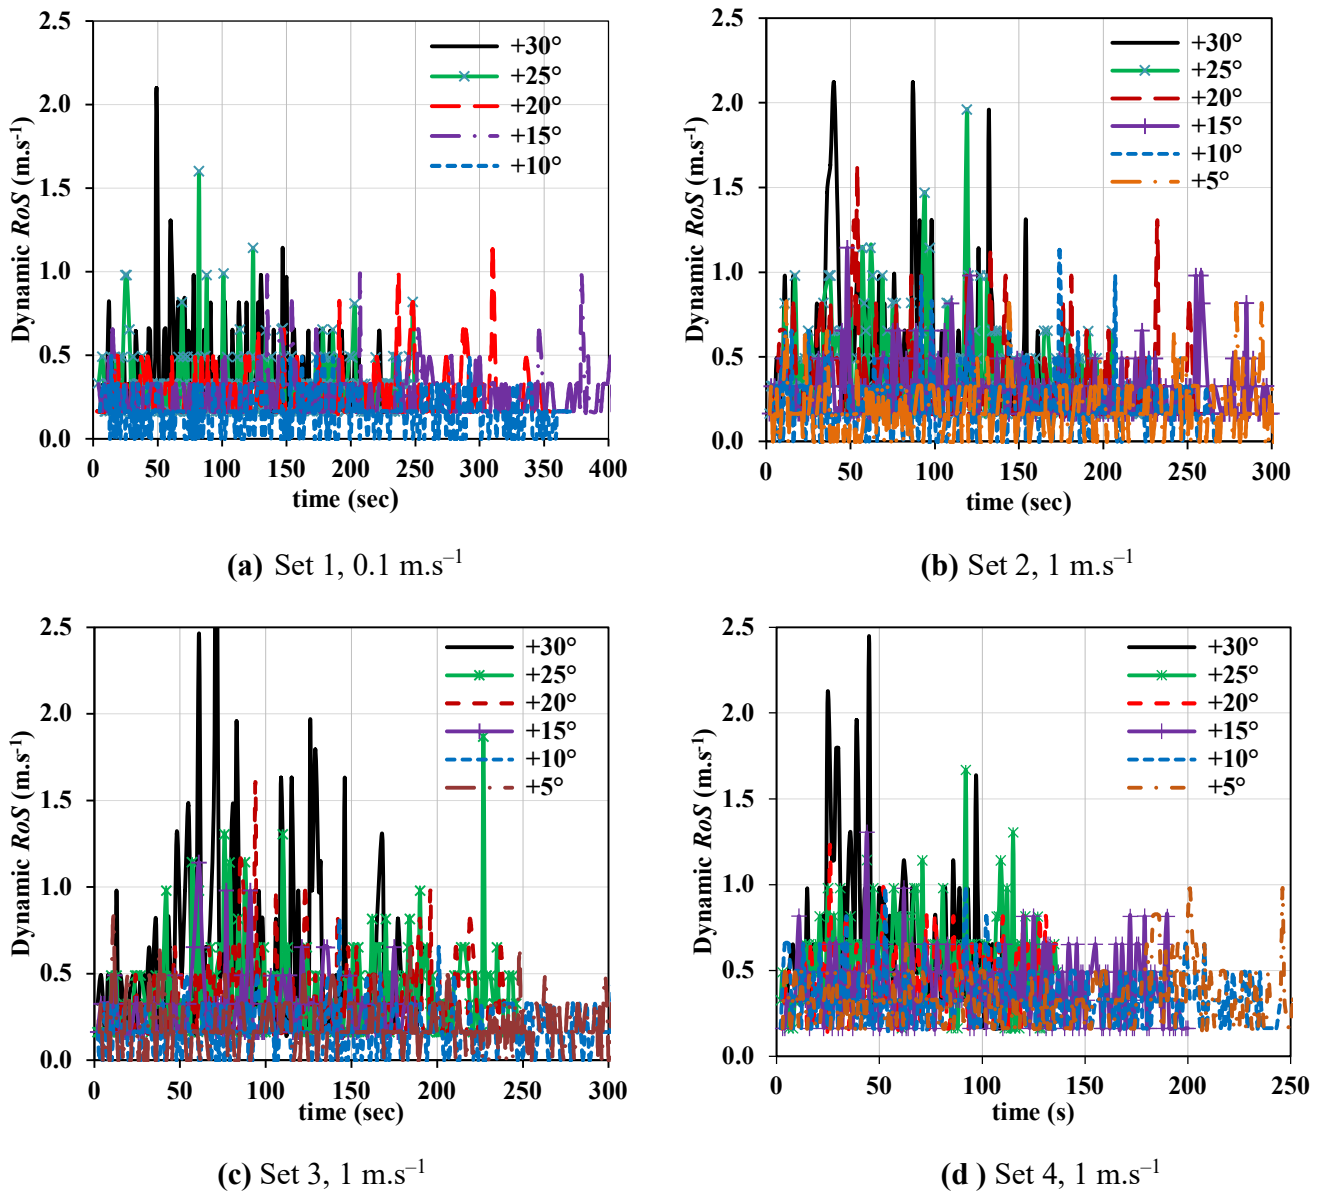 2.5
2.0
1.5
1.0
0.5
0.0
Dynamic RoS (m.s-1)
+30°
+25°
+20°
+15°
+10°
0 50 100 150 200 250 300 350 400
time (sec)
(a) Set 1, 0.1 m.s–1
2.5
2.0
1.5
1.0
0.5
0.0
Dynamic RoS (m.s-1)
+30°
+25°
+20°
+15°
+10°
+5°
0 50 100 150 200 250 300
time (sec)
(b) Set 2, 1 m.s–1
2.5
2.0
1.5
1.0
0.5
0.0
Dynamic RoS (m.s-1)
+30°
+25°
+20°
+15°
+10°
+5°
0 50 100 150 200 250 300
time (sec)
(c) Set 3, 1 m.s–1
2.5
2.0
1.5
1.0
0.5
0.0
Dynamic RoS (m.s-1)
+30°
+25°
+20°
+15°
+10°
+5°
0 50 100 150 200 250
time (s)
(d ) Set 4, 1 m.s–1